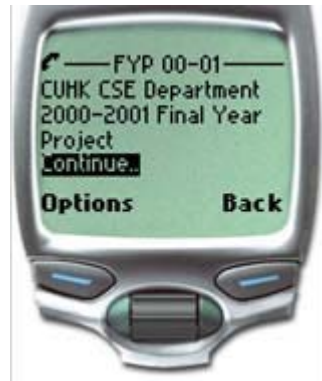 FYP 00-01
CUHK CSE Department
2000-2001 Final Year
Project
Continue..
Options Back